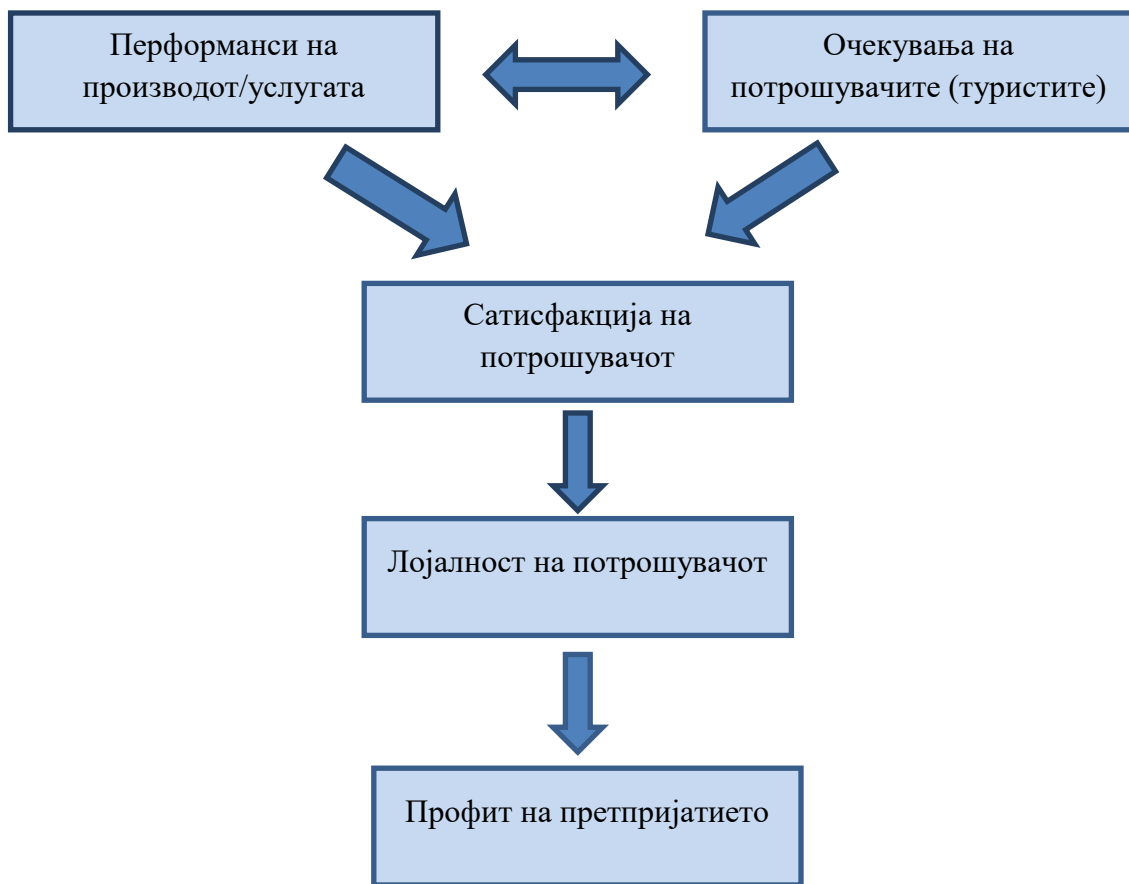 Перформанси на
производот/услугата
Очекувања на
потрошувачите (туристите)
Сатисфакција на
потрошувачот
Лојалност на потрошувачот
Профит на претпријатието